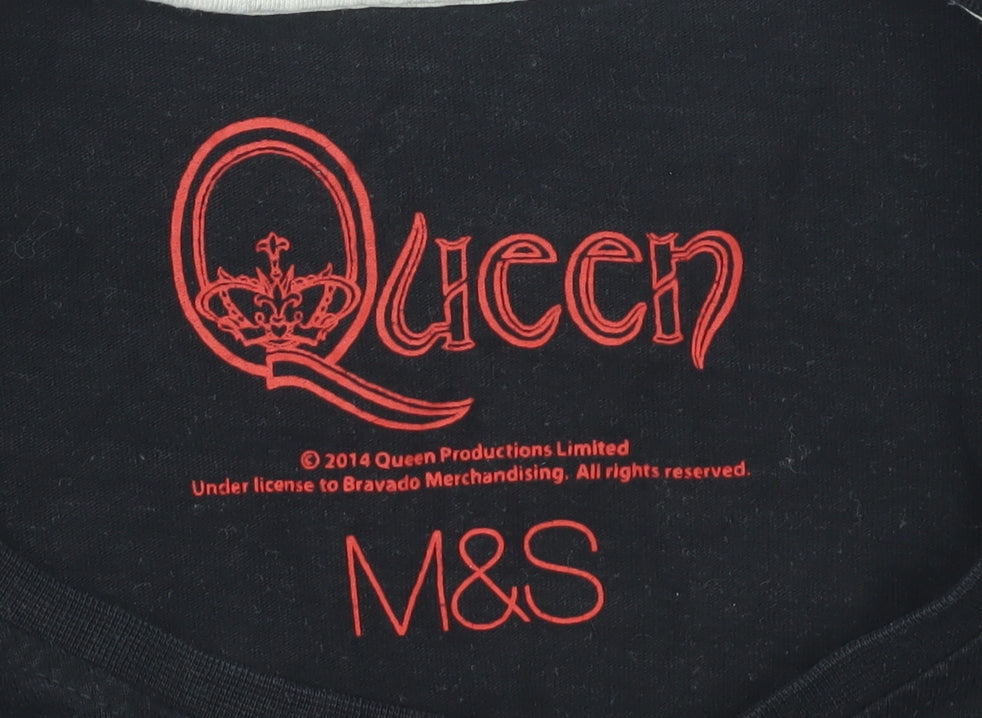 Queen
© 2014 Queen Productions Limited
Under license to Bravado Merchandising. All rights reserved.
M&S